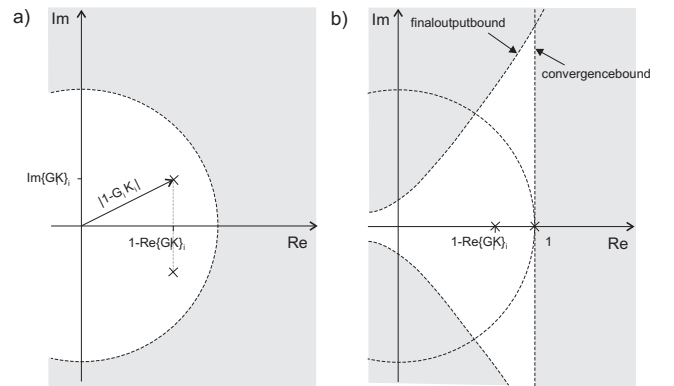 a)
Im
Im{GK}i
|1-GiKi|
1-Re{GK}i
Re
b)
Im
finaloutputbound
convergencebound
1-Re{GK}i
1
Re